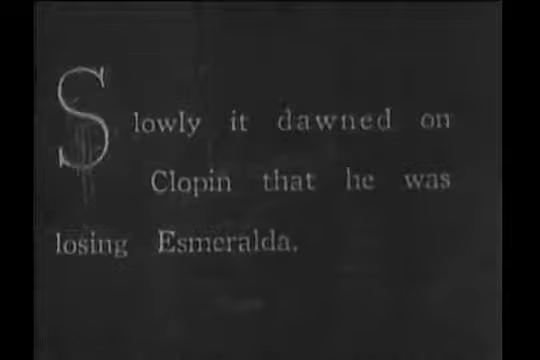 Slowly it dawned on
Clopin that he was
losing Esmeralda.